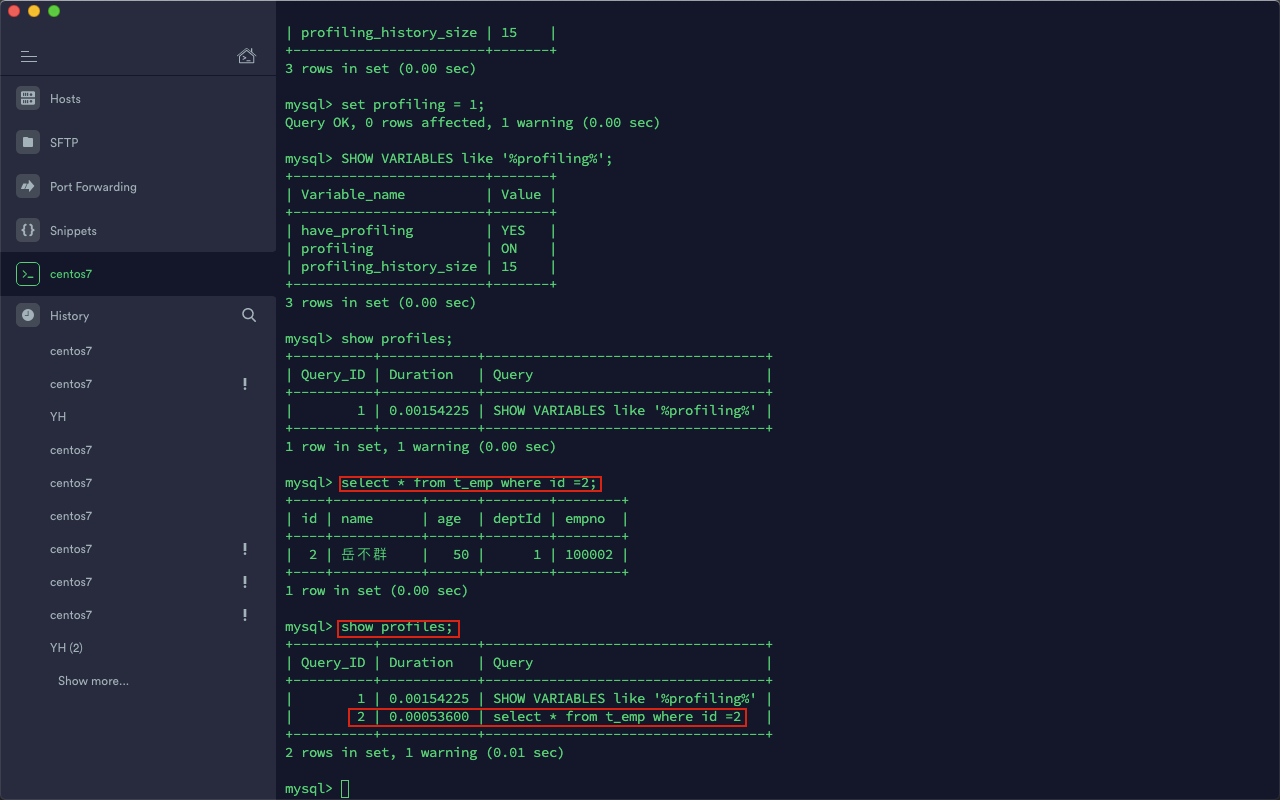 Hosts
SFTP
Port Forwarding
Snippets
centos7
History
centos7
centos7 !
YH
centos7
centos7
centos7
centos7 !
centos7 !
centos7 !
YH (2)
Show more...
| profiling_history_size | 15    |
+------------------------+-------+
3 rows in set (0.00 sec)
mysql> set profiling = 1;
Query OK, 0 rows affected, 1 warning (0.00 sec)
mysql> SHOW VARIABLES like '%profiling%';
+------------------------+-------+
| Variable_name          | Value |
+------------------------+-------+
| have_profiling         | YES   |
| profiling              | ON    |
| profiling_history_size | 15    |
+------------------------+-------+
3 rows in set (0.00 sec)
mysql> show profiles;
+----------+------------+-----------------------------------+
| Query_ID | Duration   | Query                             |
+----------+------------+-----------------------------------+
|        1 | 0.00154225 | SHOW VARIABLES like '%profiling%' |
+----------+------------+-----------------------------------+
1 row in set, 1 warning (0.00 sec)
mysql> select * from t_emp where id =2;
+----+-----------+------+--------+--------+
| id | name      | age  | deptId | empno  |
+----+-----------+------+--------+--------+
|  2 | 岳不群    |   50 |      1 | 100002 |
+----+-----------+------+--------+--------+
1 row in set (0.00 sec)
mysql> show profiles;
+----------+------------+-----------------------------------+
| Query_ID | Duration   | Query                             |
+----------+------------+-----------------------------------+
|        1 | 0.00154225 | SHOW VARIABLES like '%profiling%' |
|        2 | 0.00053600 | select * from t_emp where id =2   |
+----------+------------+-----------------------------------+
2 rows in set, 1 warning (0.01 sec)
mysql>